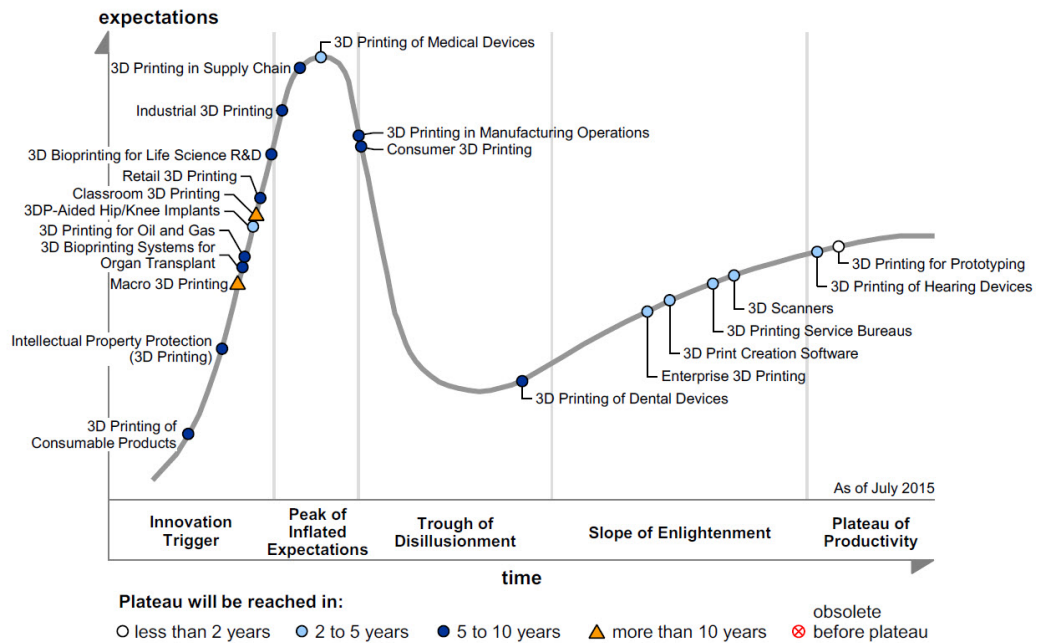 expectations
3D Printing of Medical Devices
3D Printing in Supply Chain
Industrial 3D Printing
3D Printing in Manufacturing Operations
Consumer 3D Printing
3D Bioprinting for Life Science R&D
Retail 3D Printing
Classroom 3D Printing
3DP-Aided Hip/Knee Implants
3D Printing for Oil and Gas
3D Bioprinting Systems for
Organ Transplant
Macro 3D Printing
Intellectual Property Protection
(3D Printing)
3D Printing of
Consumable Products
3D Printing for Prototyping
3D Printing of Hearing Devices
3D Scanners
3D Printing Service Bureaus
3D Print Creation Software
Enterprise 3D Printing
3D Printing of Dental Devices
As of July 2015
Innovation
Trigger
Peak of
Inflated
Expectations
Trough of
Disillusionment
Slope of Enlightenment
Plateau of
Productivity
time
Plateau will be reached in:
less than 2 years
2 to 5 years
5 to 10 years
more than 10 years
obsolete
before plateau